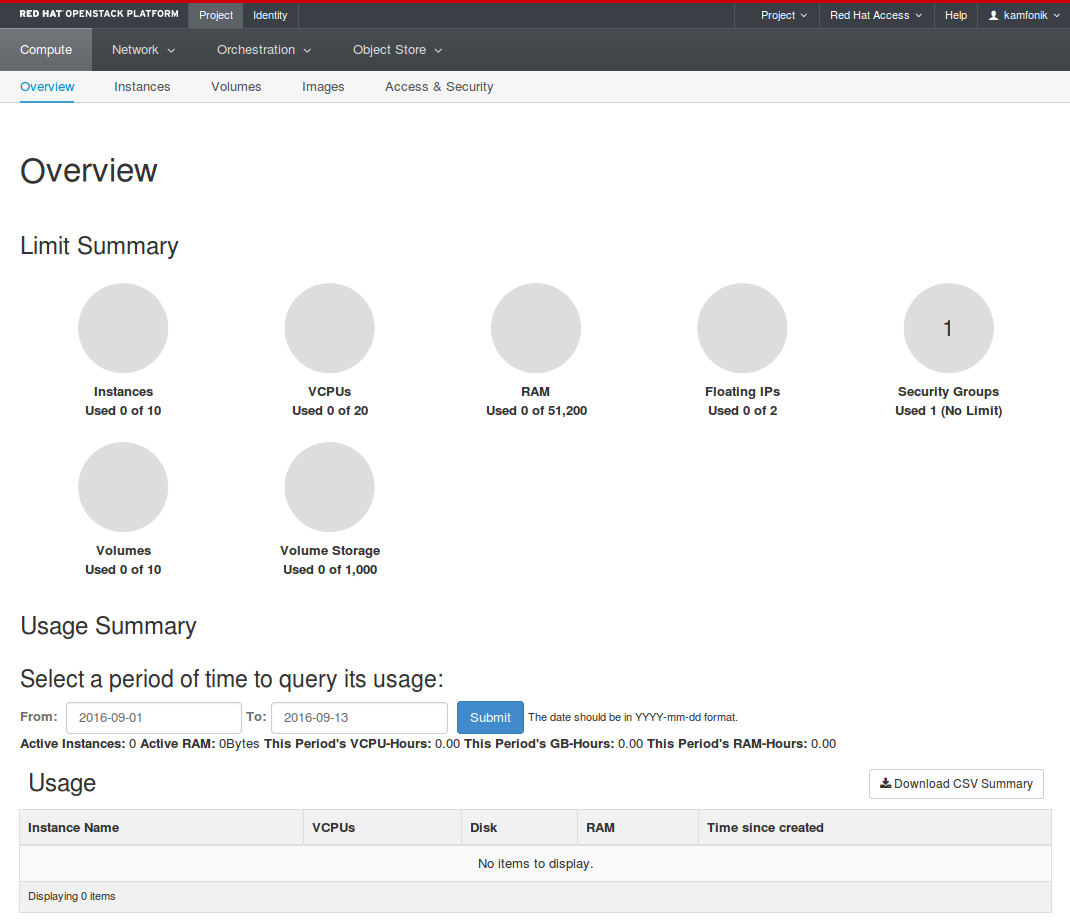 RED HAT OPENSTACK PLATFORM Project Identity Project Red Hat Access Help kamfonik
Compute Network Orchestration Object Store
Overview Instances Volumes Images Access & Security
Overview
Limit Summary
1
Instances VCPUs RAM Floating IPs Security Groups
Used 0 of 10 Used 0 of 20 Used 0 of 51,200 Used 0 of 2 Used 1 (No Limit)
Volumes Volume Storage
Used 0 of 10 Used 0 of 1,000
Usage Summary
Select a period of time to query its usage:
From: 2016-09-01 To: 2016-09-13 Submit The date should be in YYYY-mm-dd format.
Active Instances: 0 Active RAM: 0Bytes This Period's VCPU-Hours: 0.00 This Period's GB-Hours: 0.00 This Period's RAM-Hours: 0.00
Usage Download CSV Summary
Instance Name VCPUs Disk RAM Time since created
No items to display.
Displaying 0 items